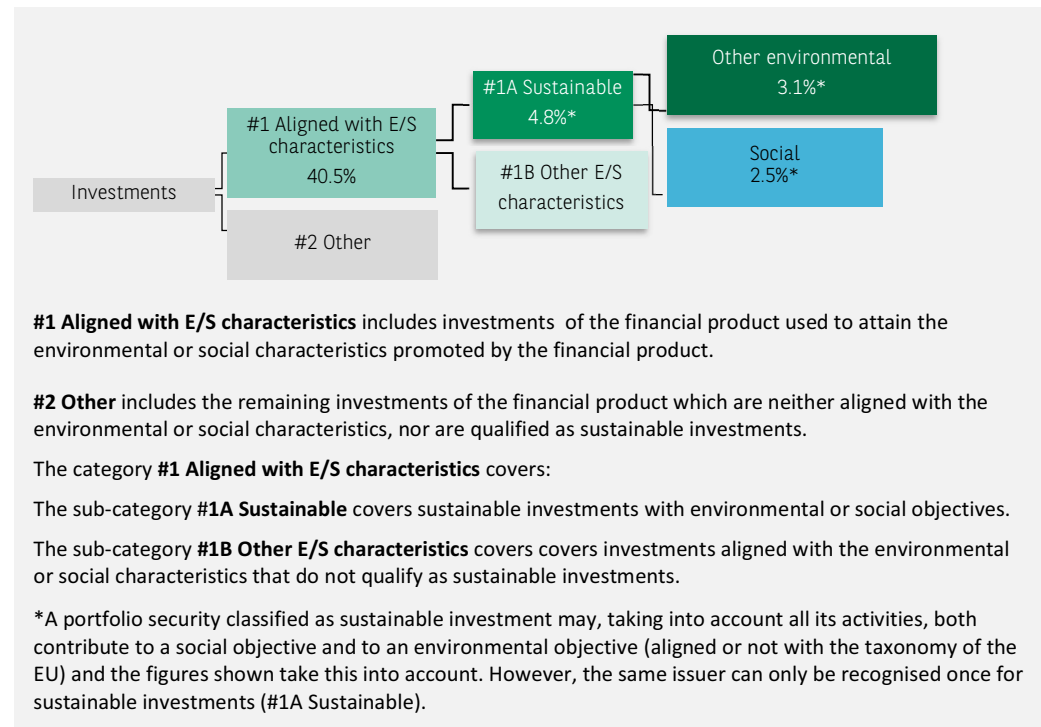 Other environmental
3.1%*
#1A Sustainable
4.8%*
#1 Aligned with E/S
characteristics
40.5%
Social
2.5%*
#1B Other E/S
characteristics
Investments
#2 Other
#1 Aligned with E/S characteristics includes investments of the financial product used to attain the
environmental or social characteristics promoted by the financial product.
#2 Other includes the remaining investments of the financial product which are neither aligned with the
environmental or social characteristics, nor are qualified as sustainable investments.
The category #1 Aligned with E/S characteristics covers:
The sub-category #1A Sustainable covers sustainable investments with environmental or social objectives.
The sub-category #1B Other E/S characteristics covers covers investments aligned with the environmental
or social characteristics that do not qualify as sustainable investments.
*A portfolio security classified as sustainable investment may, taking into account all its activities, both
contribute to a social objective and to an environmental objective (aligned or not with the taxonomy of the
EU) and the figures shown take this into account. However, the same issuer can only be recognised once for
sustainable investments (#1A Sustainable).